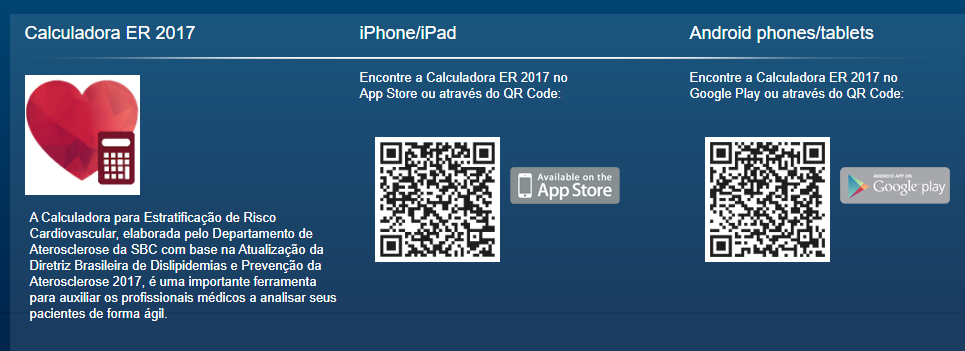 Calculadora ER 2017
A Calculadora para Estratificação de Risco
Cardiovascular, elaborada pelo Departamento de
Aterosclerose da SBC com base na Atualização da
Diretriz Brasileira de Dislipidemias e Prevenção da
Aterosclerose 2017, é uma importante ferramenta
para auxiliar os profissionais médicos a analisar seus
pacientes de forma ágil.
iPhone/iPad
Encontre a Calculadora ER 2017 no
App Store ou através do QR Code:
Available on the
App Store
Android phones/tablets
Encontre a Calculadora ER 2017 no
Google Play ou através do QR Code:
ANDROID APP ON
Google play